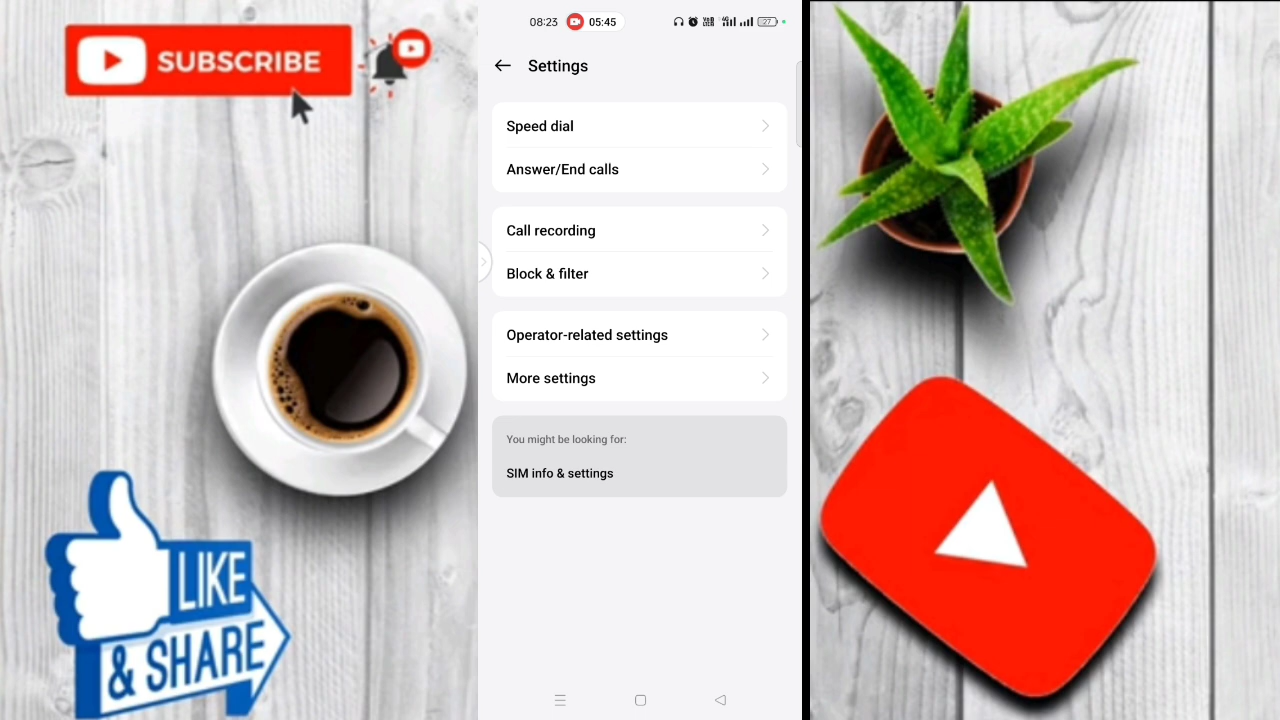 SUBSCRIBE
08:23
05:45
27
Settings
Speed dial
Answer/End calls
Call recording
Block & filter
Operator-related settings
More settings
You might be looking for:
SIM info & settings
LIKE
& SHARE